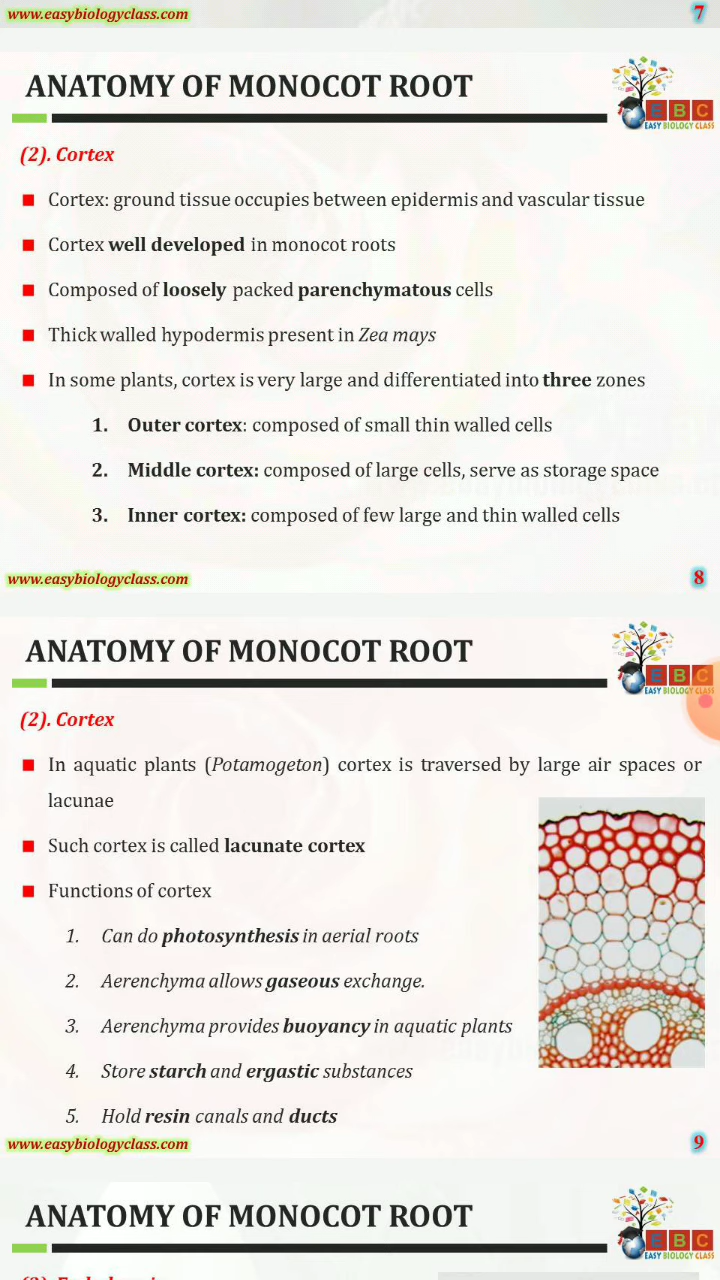 www.easybiologyclass.com
7
ANATOMY OF MONOCOT ROOT
E B C
EASY BIOLOGY CLASS
(2). Cortex
Cortex: ground tissue occupies between epidermis and vascular tissue
Cortex well developed in monocot roots
Composed of loosely packed parenchymatous cells
Thick walled hypodermis present in Zea mays
In some plants, cortex is very large and differentiated into three zones
1. Outer cortex: composed of small thin walled cells
2. Middle cortex: composed of large cells, serve as storage space
3. Inner cortex: composed of few large and thin walled cells
www.easybiologyclass.com
8
ANATOMY OF MONOCOT ROOT
E B C
EASY BIOLOGY CLASS
(2). Cortex
In aquatic plants (Potamogeton) cortex is traversed by large air spaces or
lacunae
Such cortex is called lacunate cortex
Functions of cortex
1. Can do photosynthesis in aerial roots
2. Aerenchyma allows gaseous exchange.
3. Aerenchyma provides buoyancy in aquatic plants
4. Store starch and ergastic substances
5. Hold resin canals and ducts
www.easybiologyclass.com
9
ANATOMY OF MONOCOT ROOT
E B C
EASY BIOLOGY CLASS